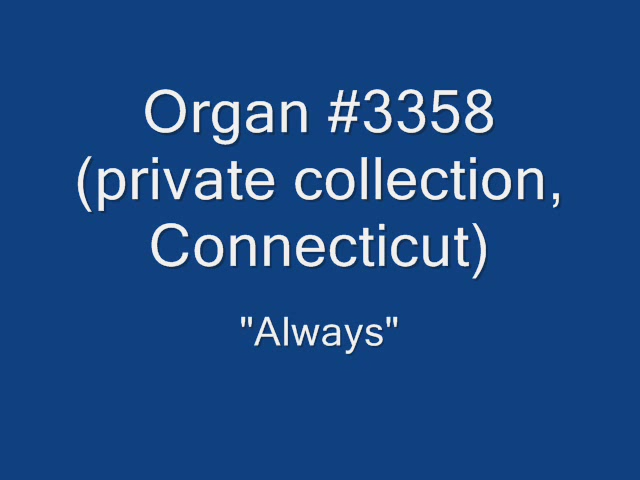 Organ #3358
(private collection,
Connecticut)
"Always"